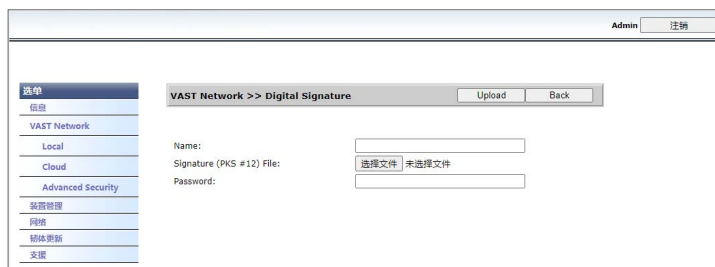 Admin 注销
选单
信息
VAST Network
Local
Cloud
Advanced Security
装置管理
网络
韧体更新
支援
VAST Network >> Digital Signature Upload Back
Name:
Signature (PKS #12) File: 选择文件 未选择文件
Password: